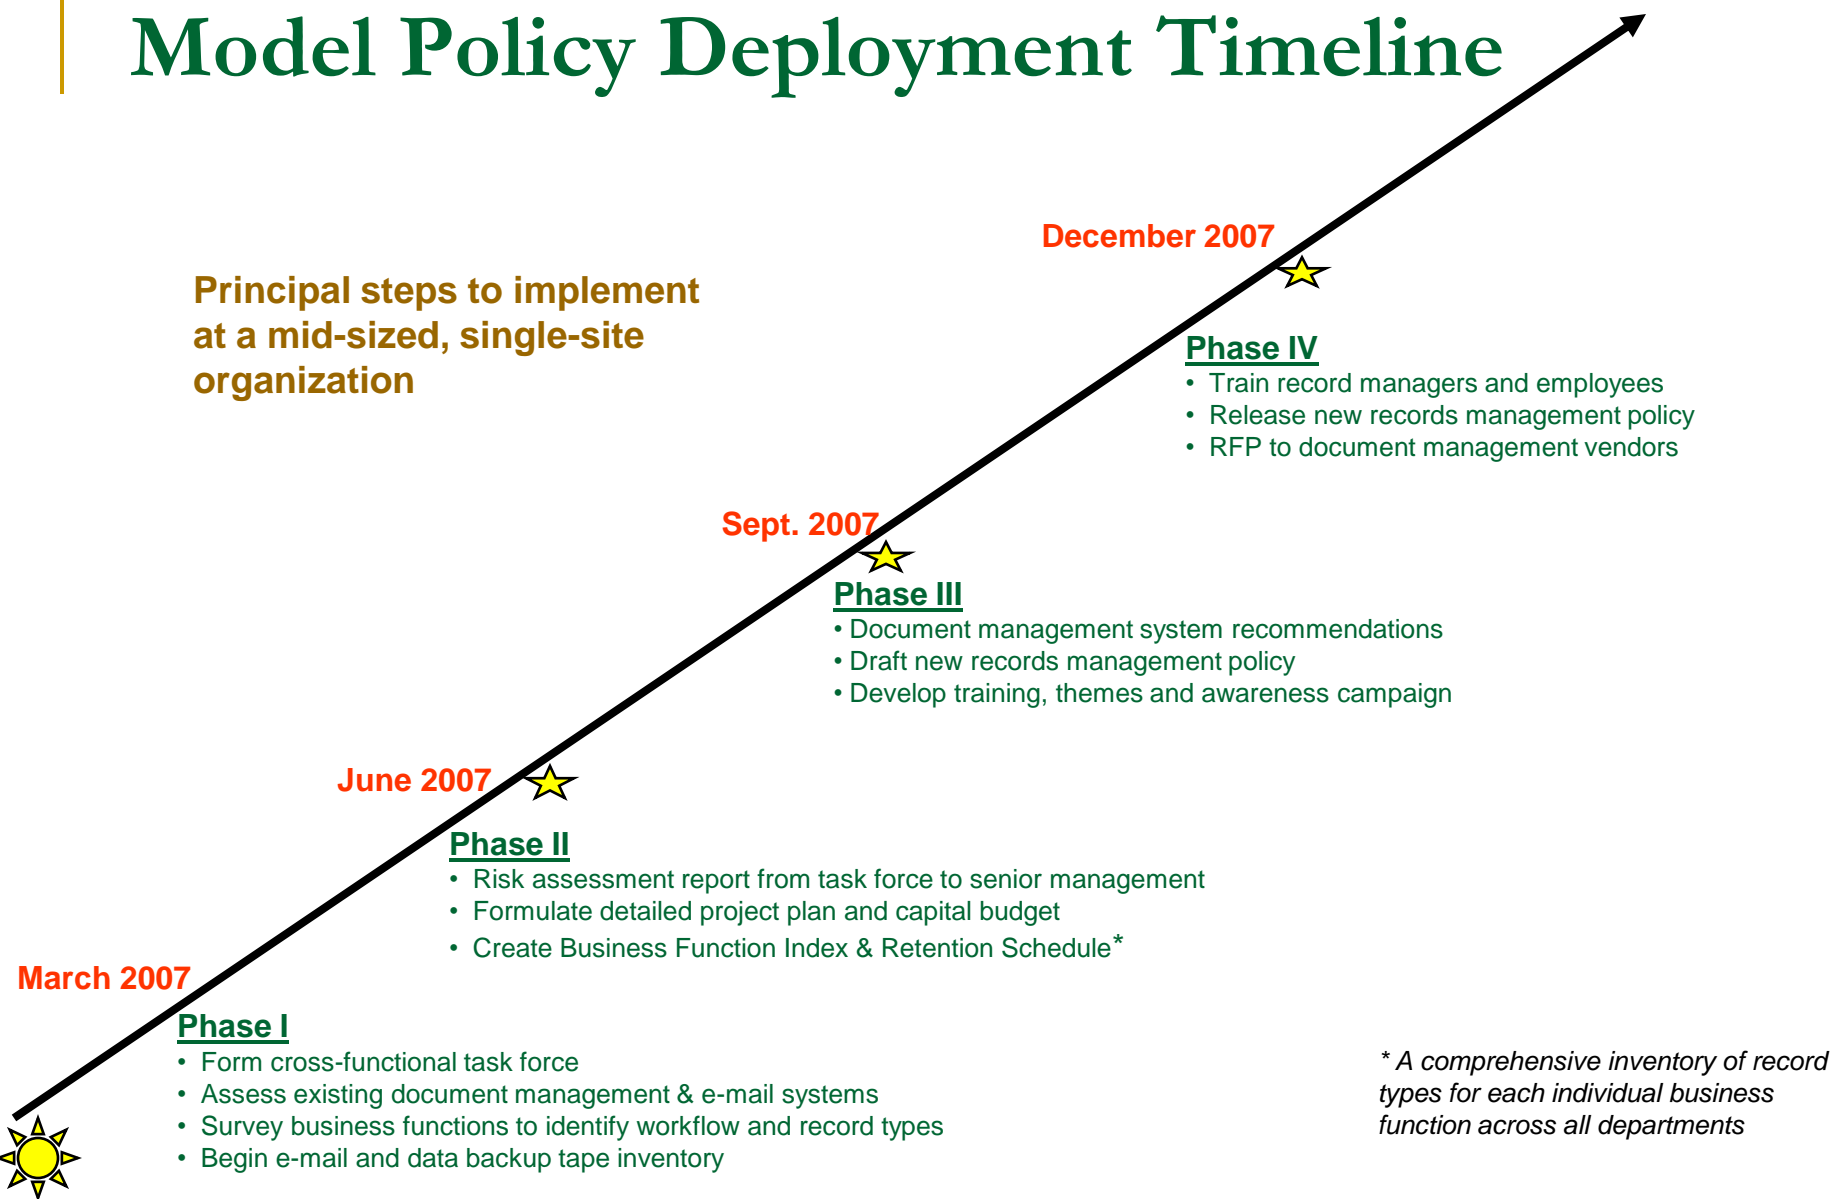 Model Policy Deployment Timeline
Principal steps to implement
at a mid-sized, single-site
organization
December 2007
Phase IV
• Train record managers and employees
• Release new records management policy
• RFP to document management vendors
Sept. 2007
Phase III
• Document management system recommendations
• Draft new records management policy
• Develop training, themes and awareness campaign
June 2007
Phase II
• Risk assessment report from task force to senior management
• Formulate detailed project plan and capital budget
• Create Business Function Index & Retention Schedule*
March 2007
Phase I
• Form cross-functional task force
• Assess existing document management & e-mail systems
• Survey business functions to identify workflow and record types
• Begin e-mail and data backup tape inventory
* A comprehensive inventory of record
types for each individual business
function across all departments